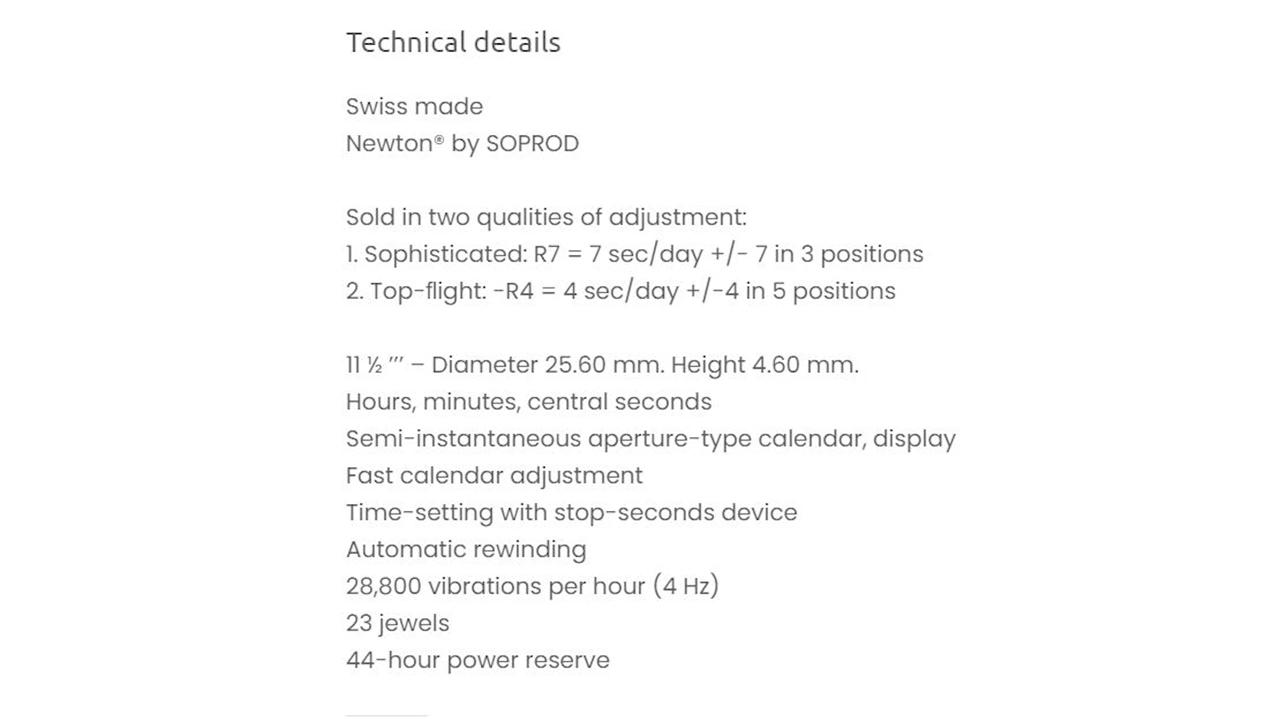 Technical details
Swiss made
Newton® by SOPROD
Sold in two qualities of adjustment:
1. Sophisticated: R7 = 7 sec/day +/- 7 in 3 positions
2. Top-flight: -R4 = 4 sec/day +/-4 in 5 positions
11 ½ ′′′ – Diameter 25.60 mm. Height 4.60 mm.
Hours, minutes, central seconds
Semi-instantaneous aperture-type calendar, display
Fast calendar adjustment
Time-setting with stop-seconds device
Automatic rewinding
28,800 vibrations per hour (4 Hz)
23 jewels
44-hour power reserve